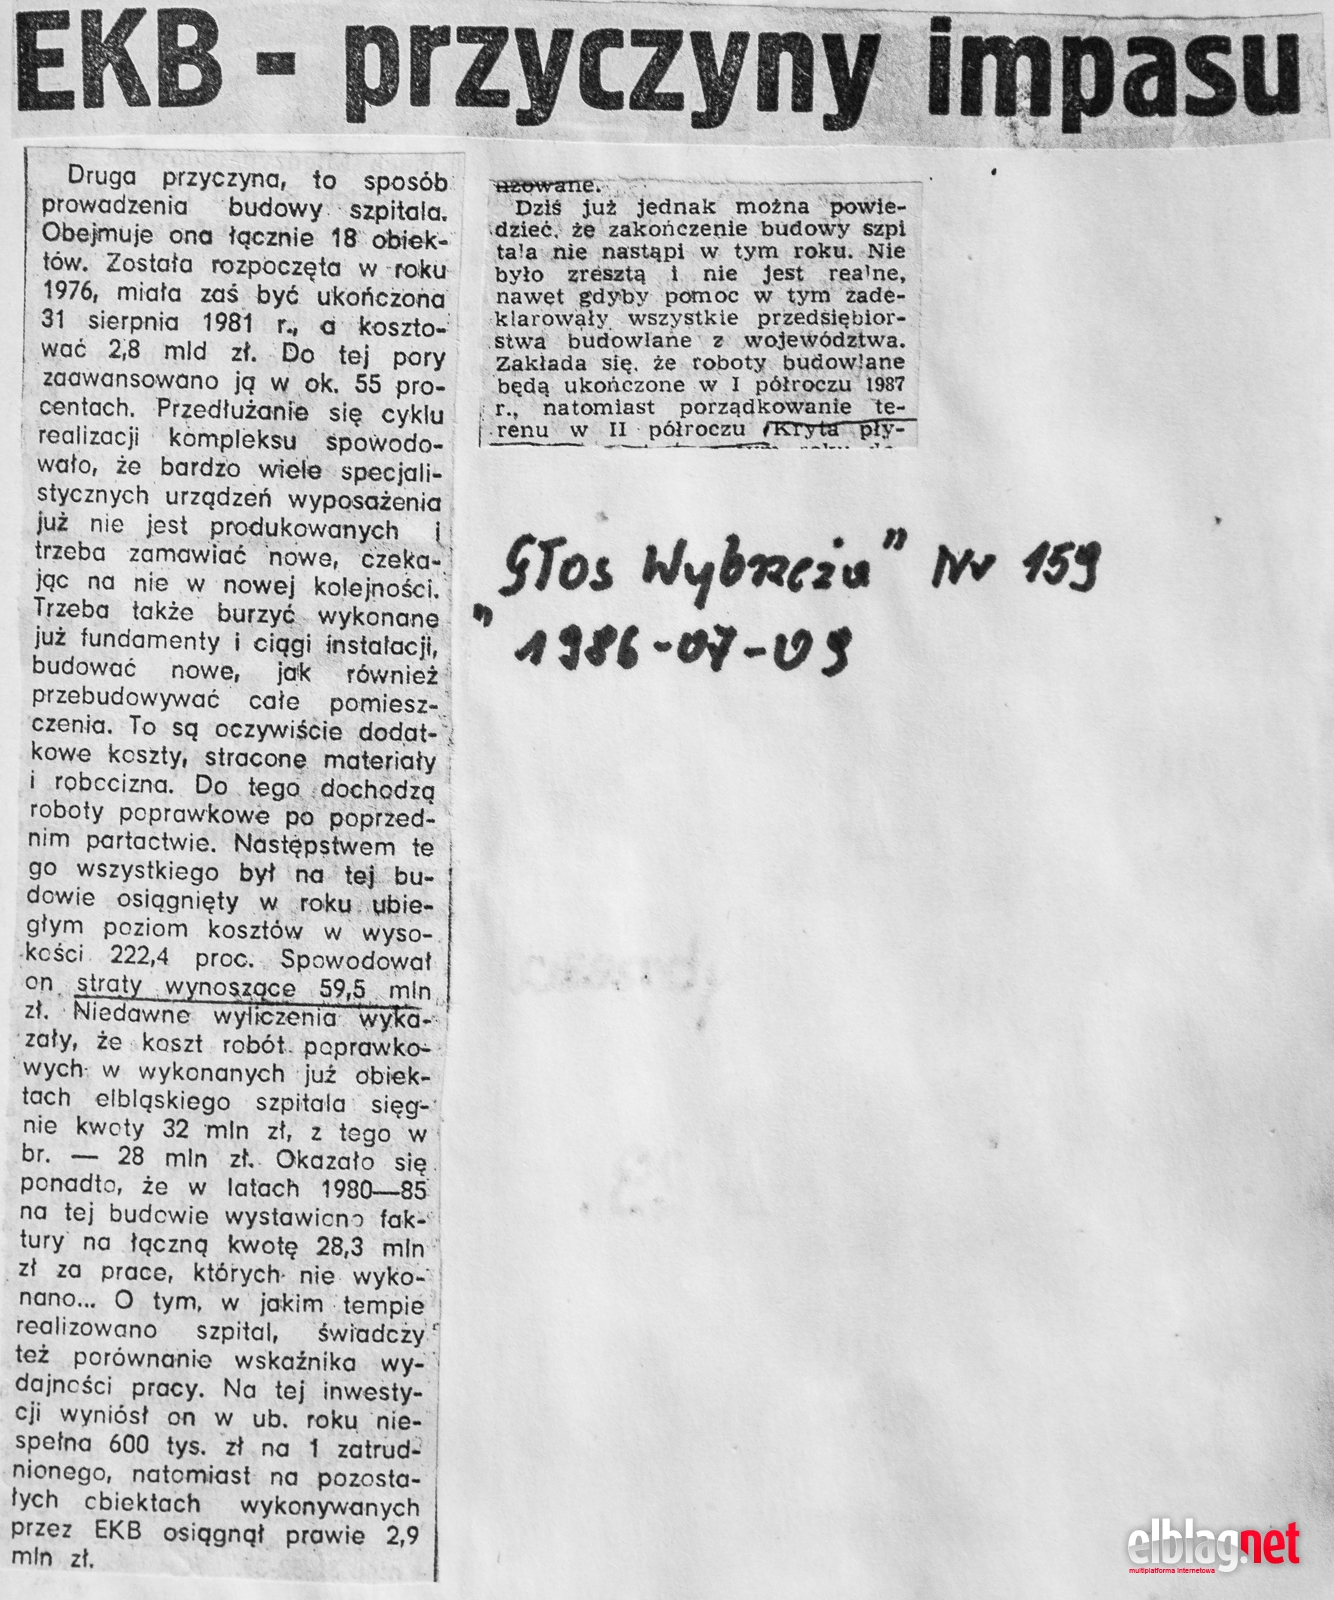 EKB - przyczyny impasu
Druga przyczyna, to sposób
prowadzenia budowy szpitala.
Obejmuje ona łącznie 18 obiek-
tów. Została rozpoczęta w roku
1976, miała zaś być ukończona
31 sierpnia 1981 r., a koszto-
wać 2,8 mld zł. Do tej pory
zaawansowano ją w ok. 55 pro-
centach. Przedłużanie się cyklu
realizacji kompleksu spowodo-
wało, że bardzo wiele specjali-
stycznych urządzeń wyposażenia
już nie jest produkowanych i
trzeba zamawiać nowe, czeka-
jąc na nie w nowej kolejności.
Trzeba także burzyć wykonane
już fundamenty i ciągi instalacji,
budować nowe, jak również
przebudowywać całe pomiesz-
czenia. To są oczywiście dodat-
kowe koszty, stracone materiały
i robocizna. Do tego dochodzą
roboty poprawkowe po poprzed-
nim partactwie. Następstwem te
go wszystkiego był na tej bu-
dowie osiągnięty w roku ubie-
głym poziom kosztów w wyso-
kości 222,4 proc. Spowodował
on straty wynoszące 59,5 mln
zł. Niedawne wyliczenia wyka-
zały, że koszt robót poprawko-
wych w wykonanych już obiek-
tach elbląskiego szpitala sięg-
nie kwoty 32 mln zł, z tego w
br. — 28 mln zł. Okazało się
ponadto, że w latach 1980—85
na tej budowie wystawiono fak-
tury na łączną kwotę 28,3 mln
zł za prace, których nie wyko-
nano... O tym, w jakim tempie
realizowano szpital, świadczy
też porównanie wskaźnika wy-
dajności pracy. Na tej inwesty-
cji wyniósł on w ub. roku nie-
spełna 600 tys. zł na 1 zatrud-
nionego, natomiast na pozosta-
łych obiektach wykonywanych
przez EKB osiągnął prawie 2,9
mln zł.
Dziś już jednak można powie-
dzieć, że zakończenie budowy szpi
tala nie nastąpi w tym roku. Nie
było zresztą i nie jest realne,
nawet gdyby pomoc w tym zade-
klarowały wszystkie przedsiębior-
stwa budowlane z województwa.
Zakłada się, że roboty budowlane
będą ukończone w I półroczu 1987
r., natomiast porządkowanie te-
renu w II półroczu (Kryta pły-
„Głos Wybrzeża" Nr 159
1986-07-09
elblag.net
multiplatforma internetowa